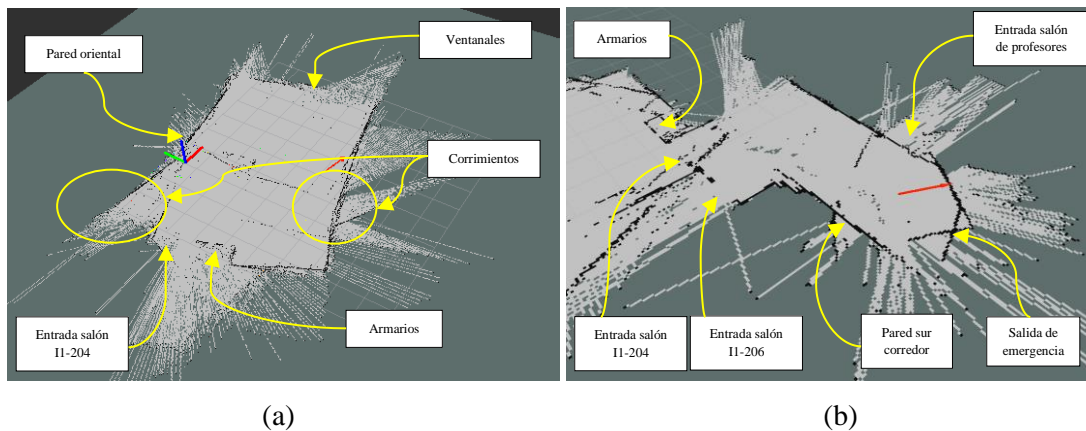 Pared oriental
Ventanales
Corrimientos
Entrada salón
I1-204
Armarios
(a)
Armarios
Entrada salón
de profesores
Entrada salón
I1-204
Entrada salón
I1-206
Pared sur
corredor
Salida de
emergencia
(b)